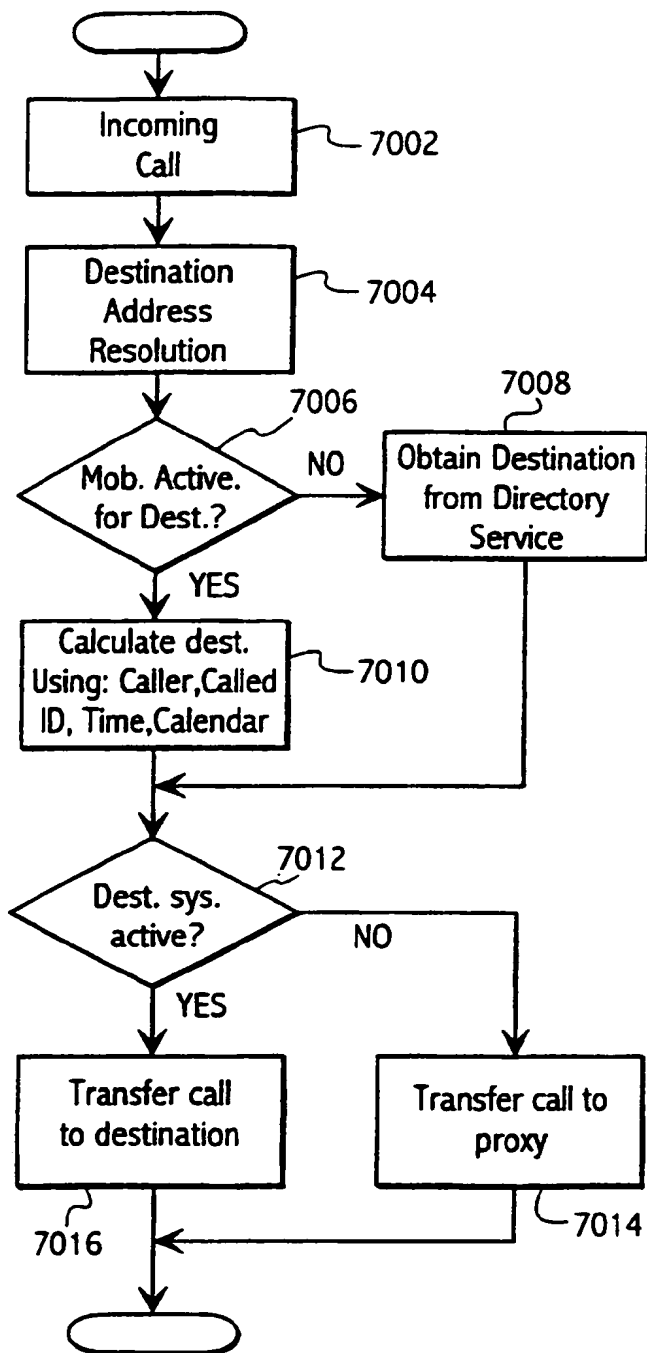 Incoming
Call
7002
Destination
Address
Resolution
7004
7006
Mob. Active.
for Dest.?
NO
YES
7008
Obtain Destination
from Directory
Service
Calculate dest.
Using: Caller,Called
ID, Time,Calendar
7010
7012
Dest. sys.
active?
NO
YES
Transfer call
to destination
7016
Transfer call to
proxy
7014